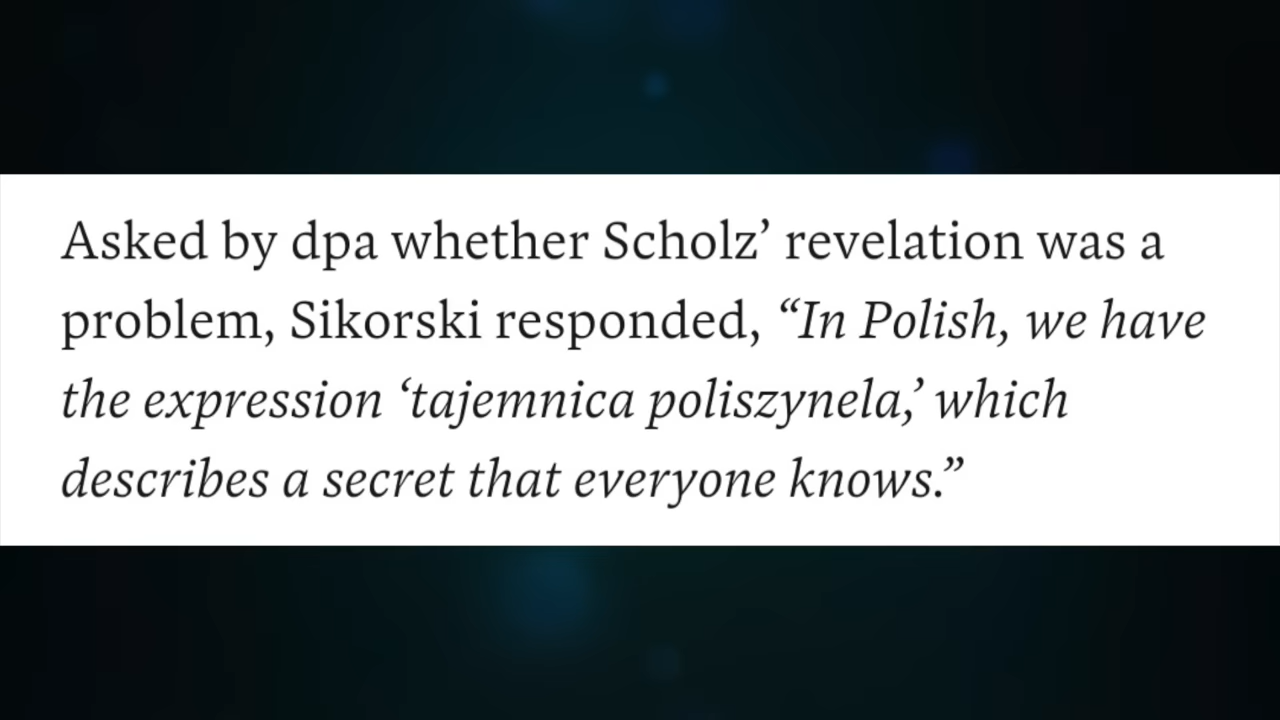 Asked by dpa whether Scholz’ revelation was a
problem, Sikorski responded, “In Polish, we have
the expression ‘tajemnica poliszynela,’ which
describes a secret that everyone knows.”